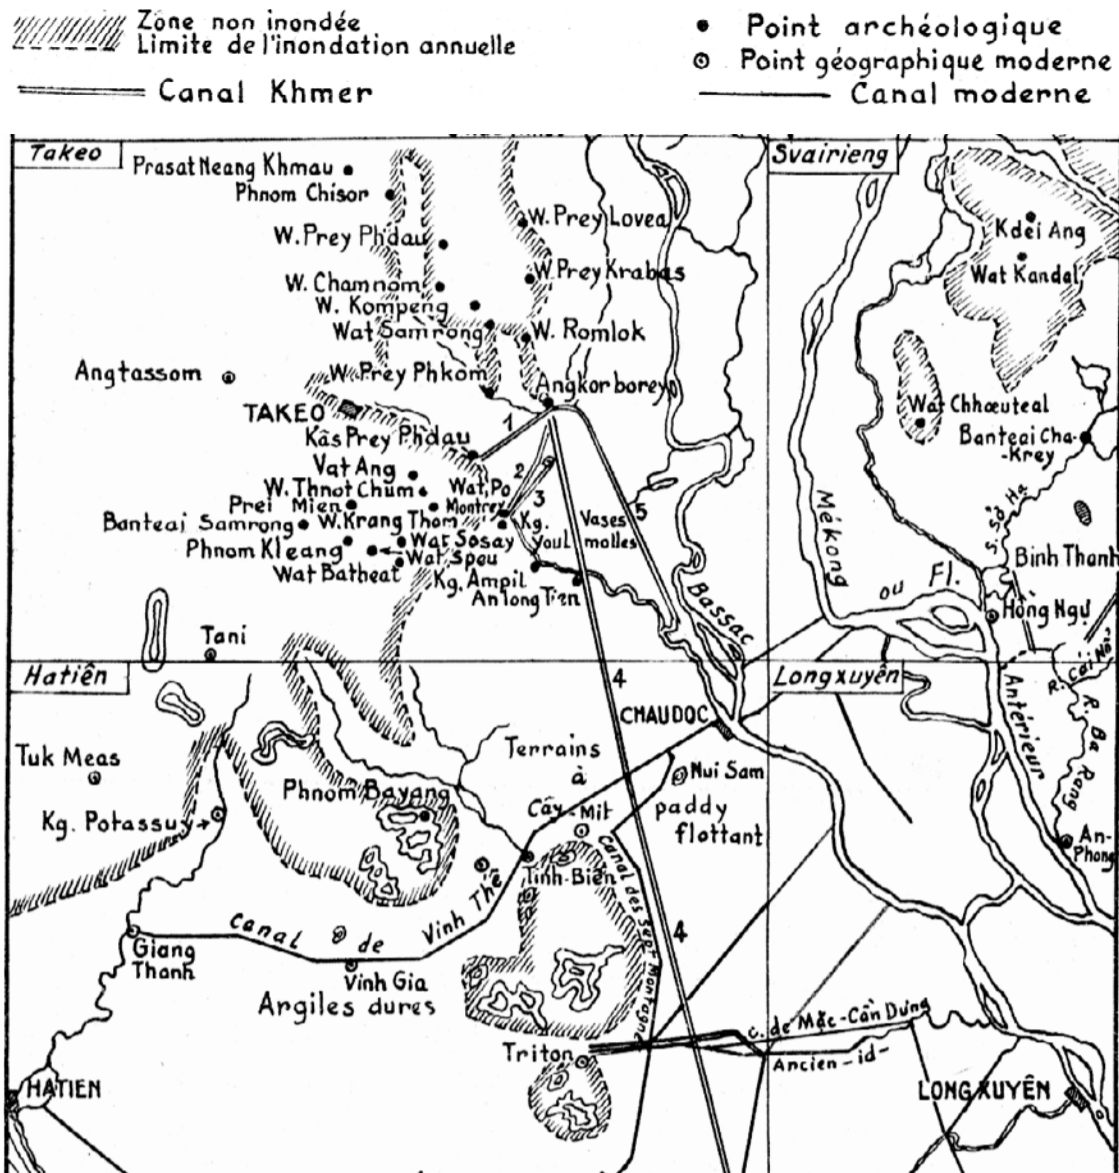 Zone non inondée
Limite de l'inondation annuelle
Canal Khmer
Point archéologique
Point géographique moderne
Canal moderne
Takeo
Svairieng
Prasat Neang Khmau
Phnom Chisor
W. Prey Lovea
Kdei Ang
W. Prey Phdau
Wat Kandal
W. Prey Krabas
W. Chamnom
W. Kompeng
Wat Samrong
W. Romlok
Angtassom
W. Prey Phkom
Angkorborey
TAKEO
Wat Chhœuteal
1
Kâs Prey Phdau
Banteai Cha-
-Krey
Vat Ang
2
W. Thnot Chum
Wat Po
Montrey
3
5
Prei Mien
Banteai Samrong
W. Krang Thom
Kg.
Youl
Vases
molles
Mékong
S. Sở Hạ
Phnom Kleang
Wat Sosay
Wat Spou
Binh Thanh
Wat Batheat
Kg. Ampil
Anlong Tien
Bassac
ou
Fl.
Hồng Ngự
Tani
Hatiên
4
Longxuyên
Antérieur
R. Cái
R. Ba Rang
CHAUDOC
Terrains
à
paddy
flottant
Tuk Meas
Nui Sam
Phnom Bayang
Cây-Mit
Kg. Potassuy
An-
Phong
Tinh-Biên
Canal des Sept Montagne
Canal de Vinh Thê
4
Giang
Thanh
Vinh Gia
Argiles dures
C. de Mặc-Cần Dưng
Triton
Ancien -id-
HATIEN
LONG XUYÊN